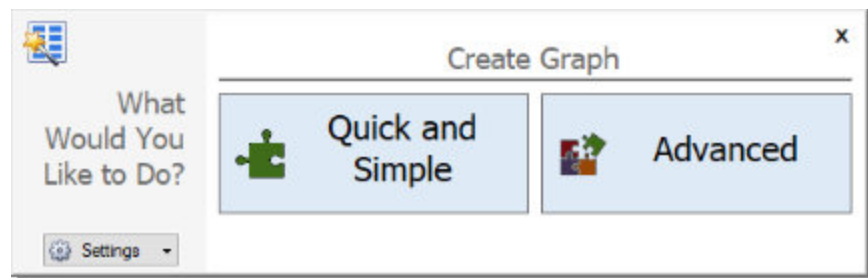 What
Would You
Like to Do?
Settings
Create Graph
x
Quick and
Simple
Advanced